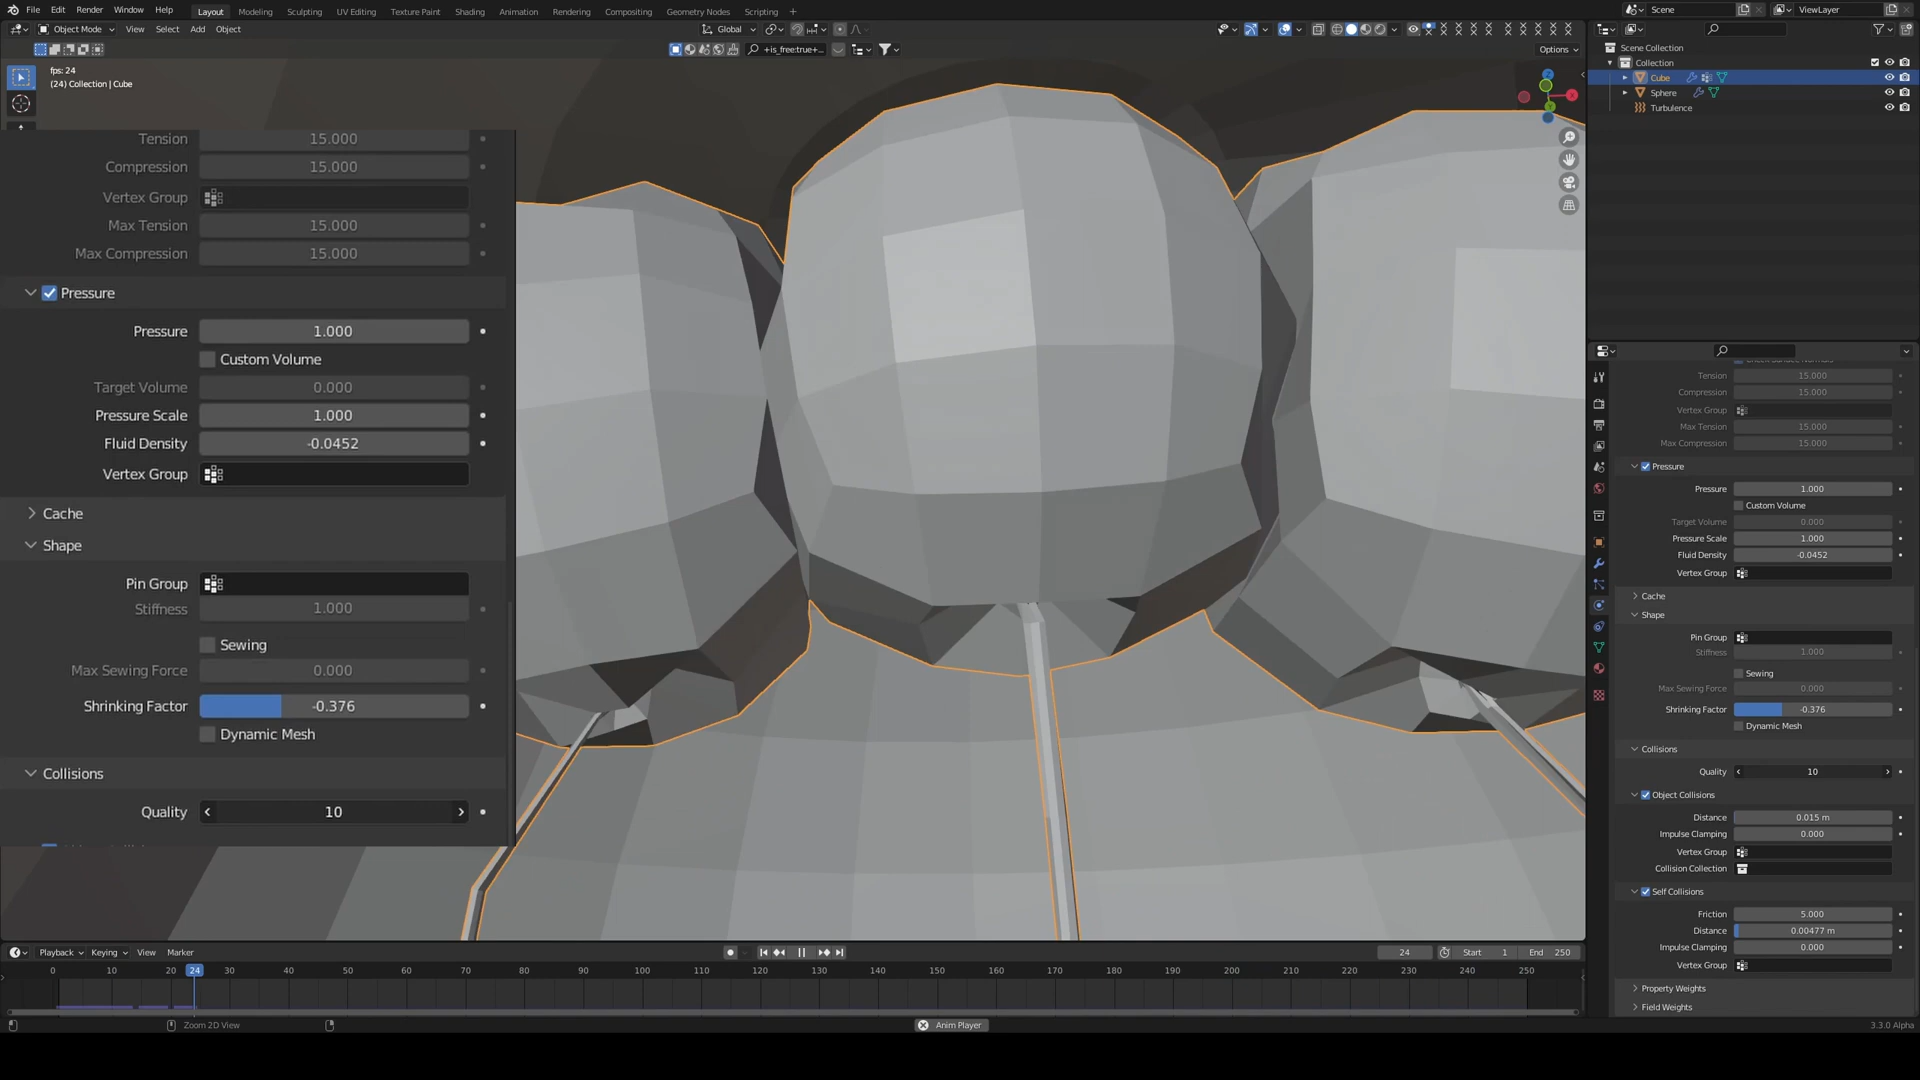 File Edit Render Window Help Layout Modeling Sculpting UV Editing Texture Paint Shading Animation Rendering Compositing Geometry Nodes Scripting + Scene ViewLayer
Object Mode View Select Add Object Global
+is_free:true+... Options
fps: 24
(24) Collection | Cube
Tension 15.000
Compression 15.000
Vertex Group
Max Tension 15.000
Max Compression 15.000
Pressure
Pressure 1.000
Custom Volume
Target Volume 0.000
Pressure Scale 1.000
Fluid Density -0.0452
Vertex Group
Cache
Shape
Pin Group
Stiffness 1.000
Sewing
Max Sewing Force 0.000
Shrinking Factor -0.376
Dynamic Mesh
Collisions
Quality 10
Scene Collection
Collection
Cube
Sphere
Turbulence
Tension 15.000
Compression 15.000
Vertex Group
Max Tension 15.000
Max Compression 15.000
Pressure
Pressure 1.000
Custom Volume
Target Volume 0.000
Pressure Scale 1.000
Fluid Density -0.0452
Vertex Group
Cache
Shape
Pin Group
Stiffness 1.000
Sewing
Max Sewing Force 0.000
Shrinking Factor -0.376
Dynamic Mesh
Collisions
Quality 10
Object Collisions
Distance 0.015 m
Impulse Clamping 0.000
Vertex Group
Collision Collection
Self Collisions
Friction 5.000
Distance 0.00477 m
Impulse Clamping 0.000
Vertex Group
Property Weights
Field Weights
Playback Keying View Marker 24 Start 1 End 250
0 10 20 24 30 40 50 60 70 80 90 100 110 120 130 140 150 160 170 180 190 200 210 220 230 240 250
Zoom 2D View Anim Player 3.3.0 Alpha